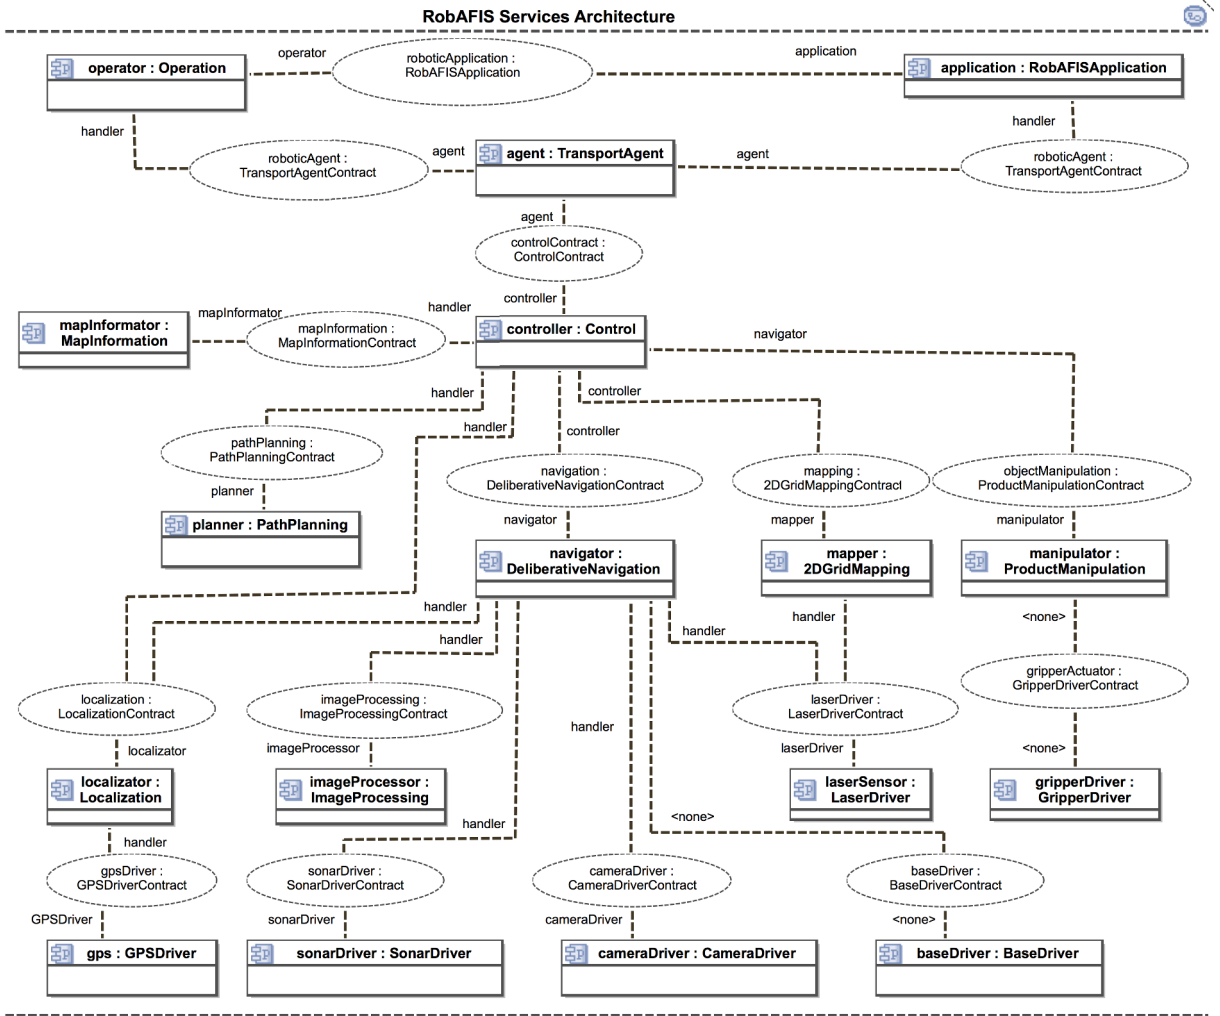 RobAFIS Services Architecture
operator : Operation
operator
roboticApplication :
RobAFISApplication
application
application : RobAFISApplication
handler
roboticAgent :
TransportAgentContract
agent
agent : TransportAgent
agent
handler
roboticAgent :
TransportAgentContract
agent
controlContract :
ControlContract
controller
mapInformator :
MapInformation
mapInformator
mapInformation :
MapInformationContract
handler
controller : Control
navigator
handler
controller
handler
controller
pathPlanning :
PathPlanningContract
planner
planner : PathPlanning
navigation :
DeliberativeNavigationContract
navigator
mapping :
2DGridMappingContract
mapper
objectManipulation :
ProductManipulationContract
manipulator
navigator :
DeliberativeNavigation
mapper :
2DGridMapping
manipulator :
ProductManipulation
handler
handler
handler
handler
<none>
localization :
LocalizationContract
localizator
imageProcessing :
ImageProcessingContract
imageProcessor
handler
laserDriver :
LaserDriverContract
laserDriver
gripperActuator :
GripperDriverContract
<none>
localizator :
Localization
imageProcessor :
ImageProcessing
laserSensor :
LaserDriver
gripperDriver :
GripperDriver
handler
handler
<none>
gpsDriver :
GPSDriverContract
GPSDriver
sonarDriver :
SonarDriverContract
sonarDriver
cameraDriver :
CameraDriverContract
cameraDriver
baseDriver :
BaseDriverContract
<none>
gps : GPSDriver
sonarDriver : SonarDriver
cameraDriver : CameraDriver
baseDriver : BaseDriver